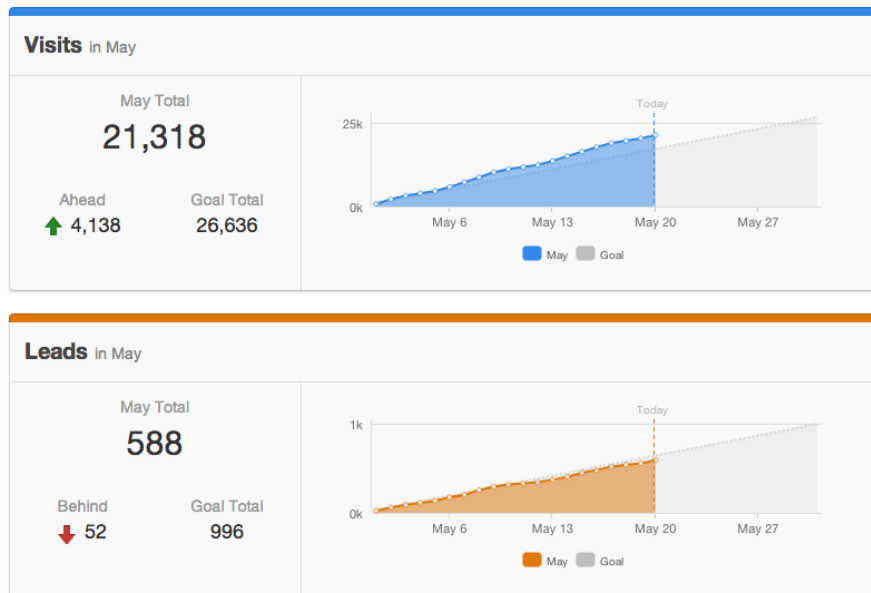 Visits in May
May Total
21,318
Ahead
4,138
Goal Total
26,636
Today
25k
0k
May 6 May 13 May 20 May 27
May Goal
Leads in May
May Total
588
Behind
52
Goal Total
996
Today
1k
0k
May 6 May 13 May 20 May 27
May Goal